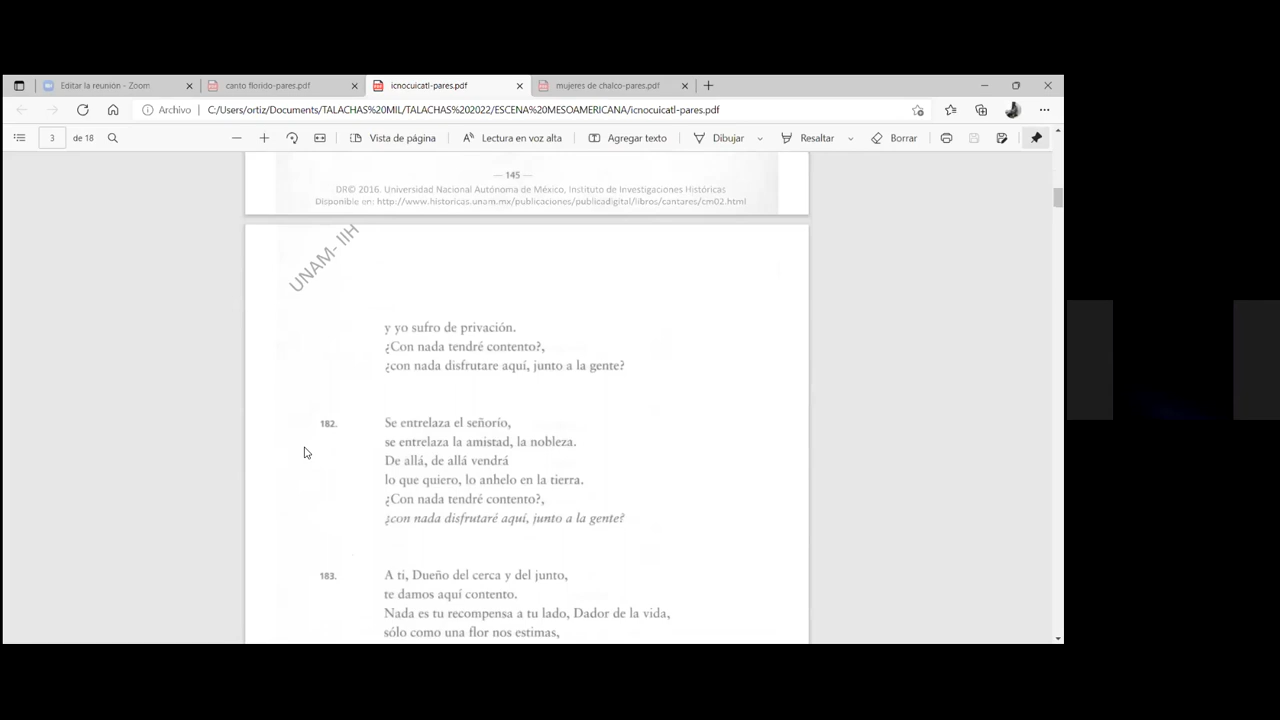 Editar la reunión - Zoom
canto florido-pares.pdf
icnocuicatl-pares.pdf
mujeres de chalco-pares.pdf
Archivo
C:/Users/ortiz/Documents/TALACHAS%20MIL/TALACHAS%202022/ESCENA%20MESOAMERICANA/icnocuicatl-pares.pdf
3 de 18
Vista de página
Lectura en voz alta
Agregar texto
Dibujar
Resaltar
Borrar
— 145 —
DR© 2016. Universidad Nacional Autónoma de México, Instituto de Investigaciones Históricas
Disponible en: http://www.historicas.unam.mx/publicaciones/publicadigital/libros/cantares/cm02.html
UNAM- IIH
y yo sufro de privación.
¿Con nada tendré contento?,
¿con nada disfrutare aquí, junto a la gente?
182. Se entrelaza el señorío,
se entrelaza la amistad, la nobleza.
De allá, de allá vendrá
lo que quiero, lo anhelo en la tierra.
¿Con nada tendré contento?,
¿con nada disfrutaré aquí, junto a la gente?
183. A ti, Dueño del cerca y del junto,
te damos aquí contento.
Nada es tu recompensa a tu lado, Dador de la vida,
sólo como una flor nos estimas,